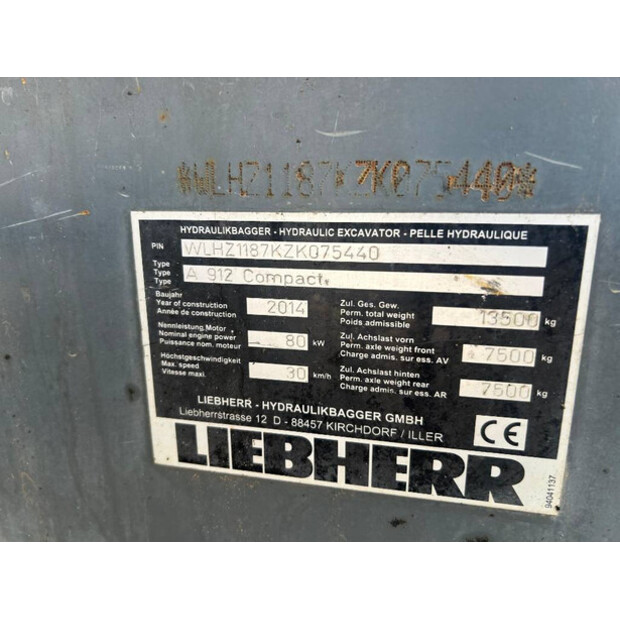 *WLHZ1187KZK075440*
HYDRAULIKBAGGER - HYDRAULIC EXCAVATOR - PELLE HYDRAULIQUE
PIN WLHZ1187KZK075440
Type
Type A 912 Compact
Type
Baujahr
Year of construction 2014
Année de construction
Zul. Ges. Gew.
Perm. total weight 13500 kg
Poids admissible
Nennleistung Motor
Nominal engine power 80 kW
Puissance nom. moteur
Zul. Achslast vorn
Perm. axle weight front 7500 kg
Charge admis. sur ess. AV
Höchstgeschwindigkeit
Max. speed 30 km/h
Vitesse maxi.
Zul. Achslast hinten
Perm. axle weight rear 7500 kg
Charge admis. sur ess. AR
LIEBHERR - HYDRAULIKBAGGER GMBH
Liebherrstrasse 12 D - 88457 KIRCHDORF / ILLER
CE
LIEBHERR
94041137